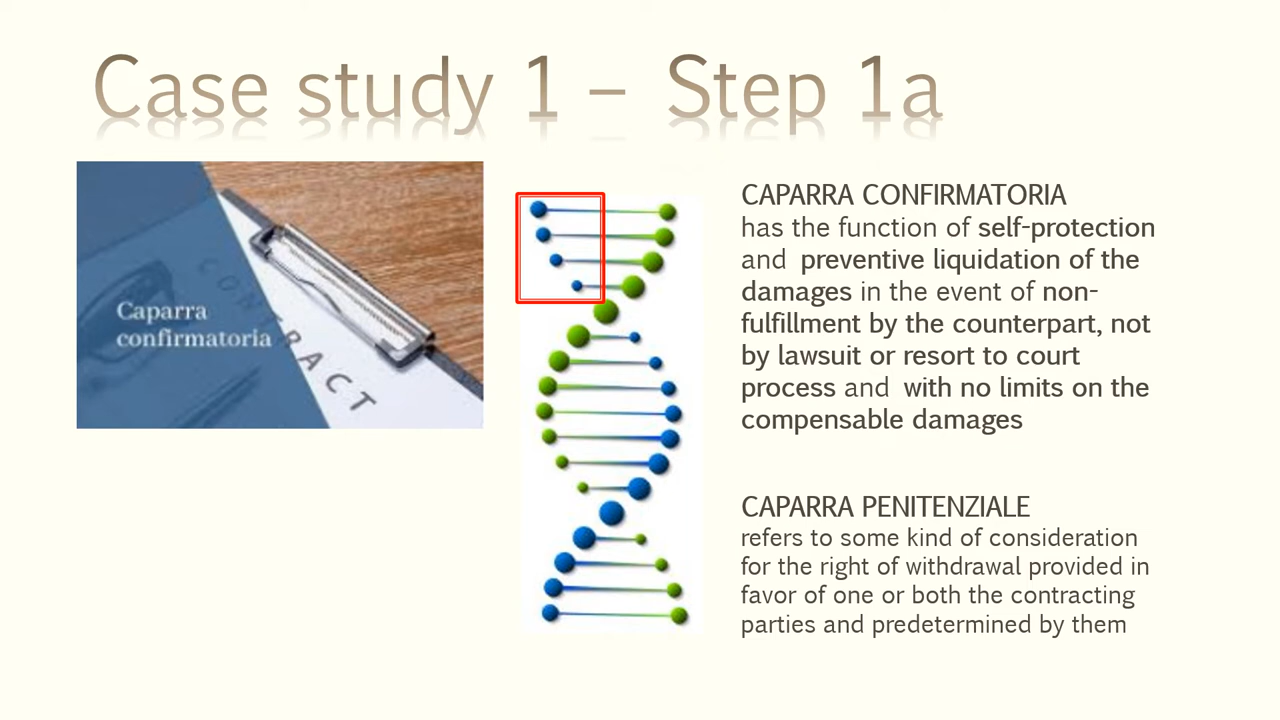 Case study 1 – Step 1a
Caparra
confirmatoria
CONTRACT
CAPARRA CONFIRMATORIA
has the function of self-protection
and preventive liquidation of the
damages in the event of non-
fulfillment by the counterpart, not
by lawsuit or resort to court
process and with no limits on the
compensable damages
CAPARRA PENITENZIALE
refers to some kind of consideration
for the right of withdrawal provided in
favor of one or both the contracting
parties and predetermined by them